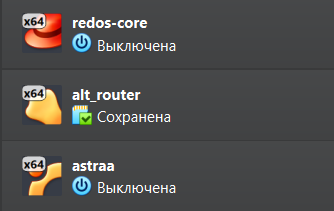 x64
redos-core
Выключена
x64
alt_router
Сохранена
x64
astraa
Выключена